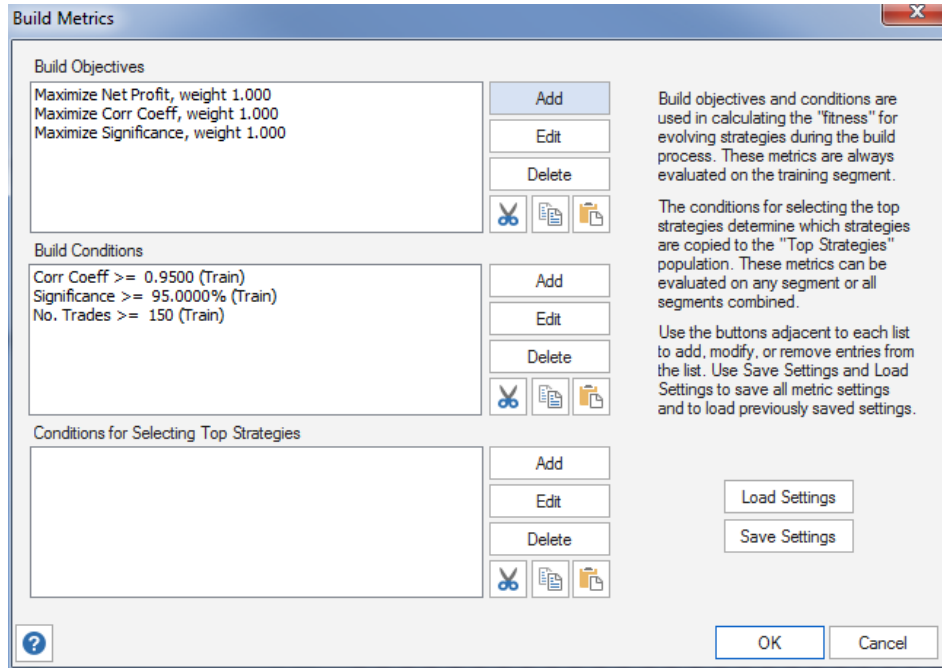 Build Metrics
Build Objectives
Maximize Net Profit, weight 1.000
Maximize Corr Coeff, weight 1.000
Maximize Significance, weight 1.000
Add
Edit
Delete
Build Conditions
Corr Coeff >= 0.9500 (Train)
Significance >= 95.0000% (Train)
No. Trades >= 150 (Train)
Add
Edit
Delete
Conditions for Selecting Top Strategies
Add
Edit
Delete
Build objectives and conditions are
used in calculating the "fitness" for
evolving strategies during the build
process. These metrics are always
evaluated on the training segment.
The conditions for selecting the top
strategies determine which strategies
are copied to the "Top Strategies"
population. These metrics can be
evaluated on any segment or all
segments combined.
Use the buttons adjacent to each list
to add, modify, or remove entries from
the list. Use Save Settings and Load
Settings to save all metric settings
and to load previously saved settings.
Load Settings
Save Settings
?
OK
Cancel